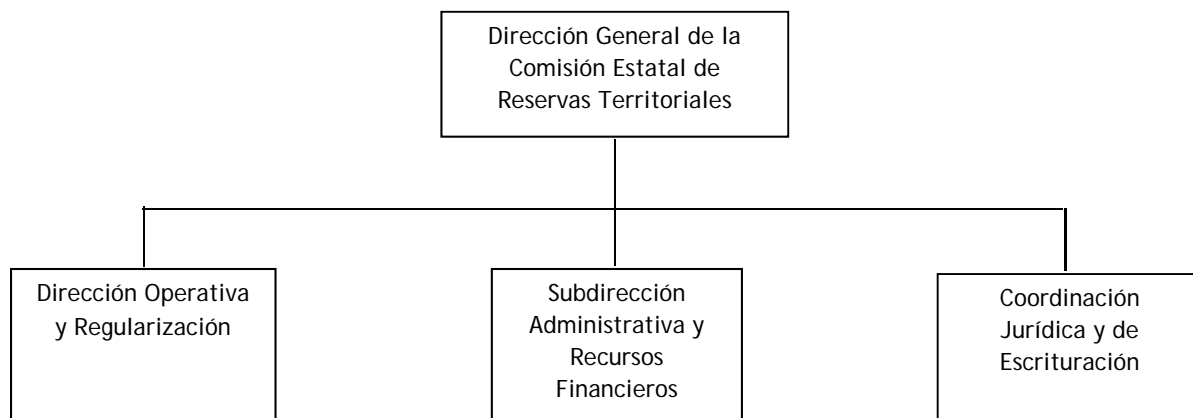 Dirección General de la
Comisión Estatal de
Reservas Territoriales
Dirección Operativa
y Regularización
Subdirección
Administrativa y
Recursos
Financieros
Coordinación
Jurídica y de
Escrituración